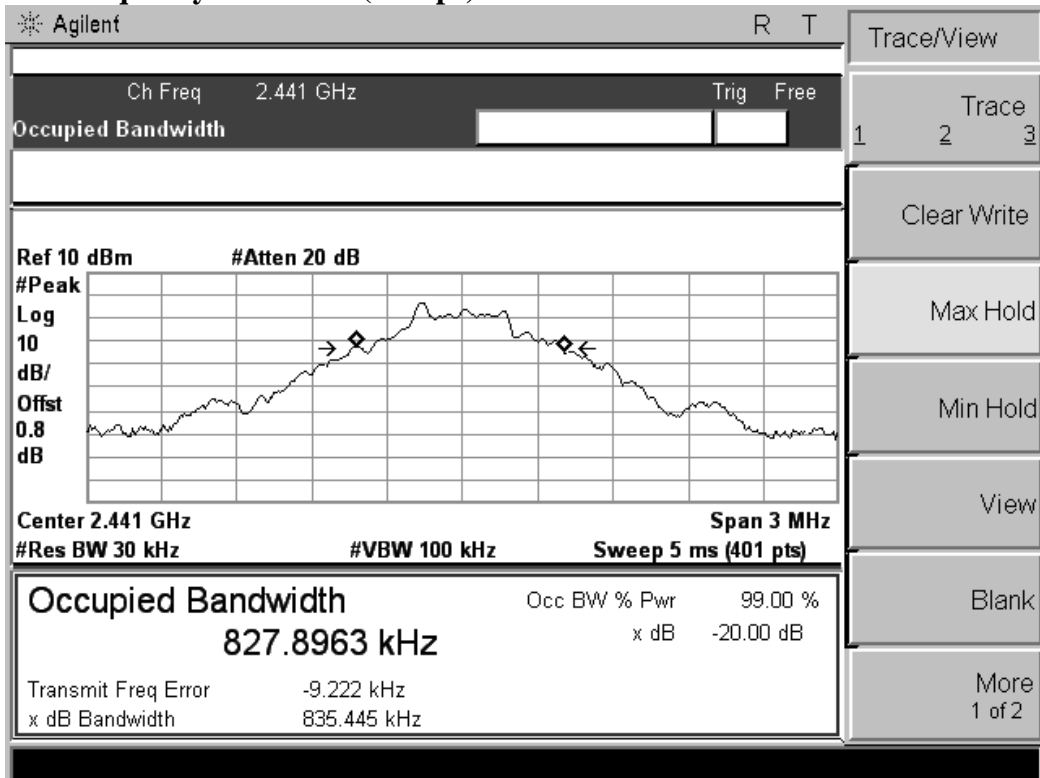 Agilent R T
Trace/View
Ch Freq 2.441 GHz Trig Free
Occupied Bandwidth
Trace
1 2 3
Clear Write
Max Hold
Min Hold
View
Blank
More
1 of 2
Ref 10 dBm #Atten 20 dB
#Peak
Log
10
dB/
Offst
0.8
dB
Center 2.441 GHz Span 3 MHz
#Res BW 30 kHz #VBW 100 kHz Sweep 5 ms (401 pts)
Occupied Bandwidth
827.8963 kHz
Occ BW % Pwr 99.00 %
x dB -20.00 dB
Transmit Freq Error -9.222 kHz
x dB Bandwidth 835.445 kHz